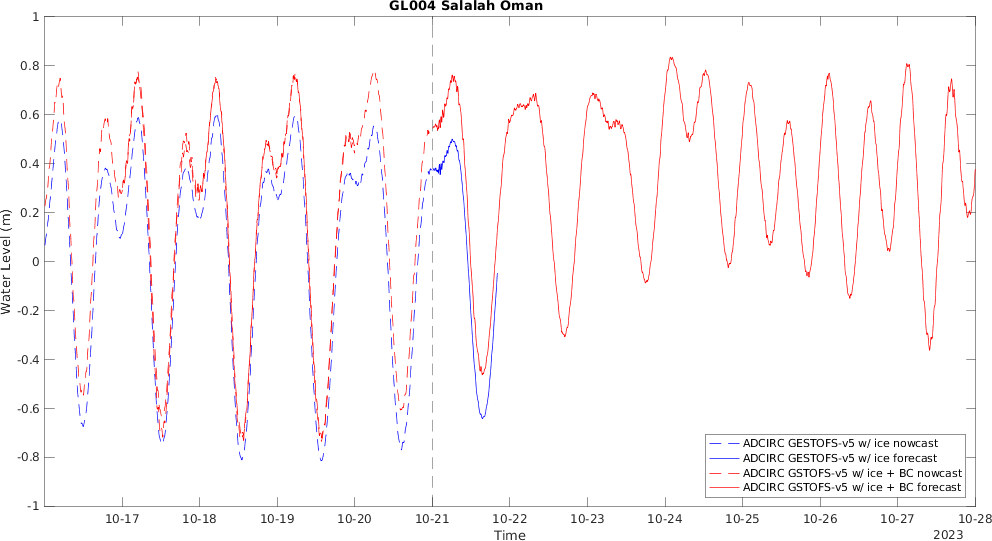 GL004 Salalah Oman
Water Level (m)
1
0.8
0.6
0.4
0.2
0
-0.2
-0.4
-0.6
-0.8
-1
10-17 10-18 10-19 10-20 10-21 10-22 10-23 10-24 10-25 10-26 10-27 10-28
Time
2023
ADCIRC GESTOFS-v5 w/ ice nowcast
ADCIRC GESTOFS-v5 w/ ice forecast
ADCIRC GSTOFS-v5 w/ ice + BC nowcast
ADCIRC GSTOFS-v5 w/ ice + BC forecast